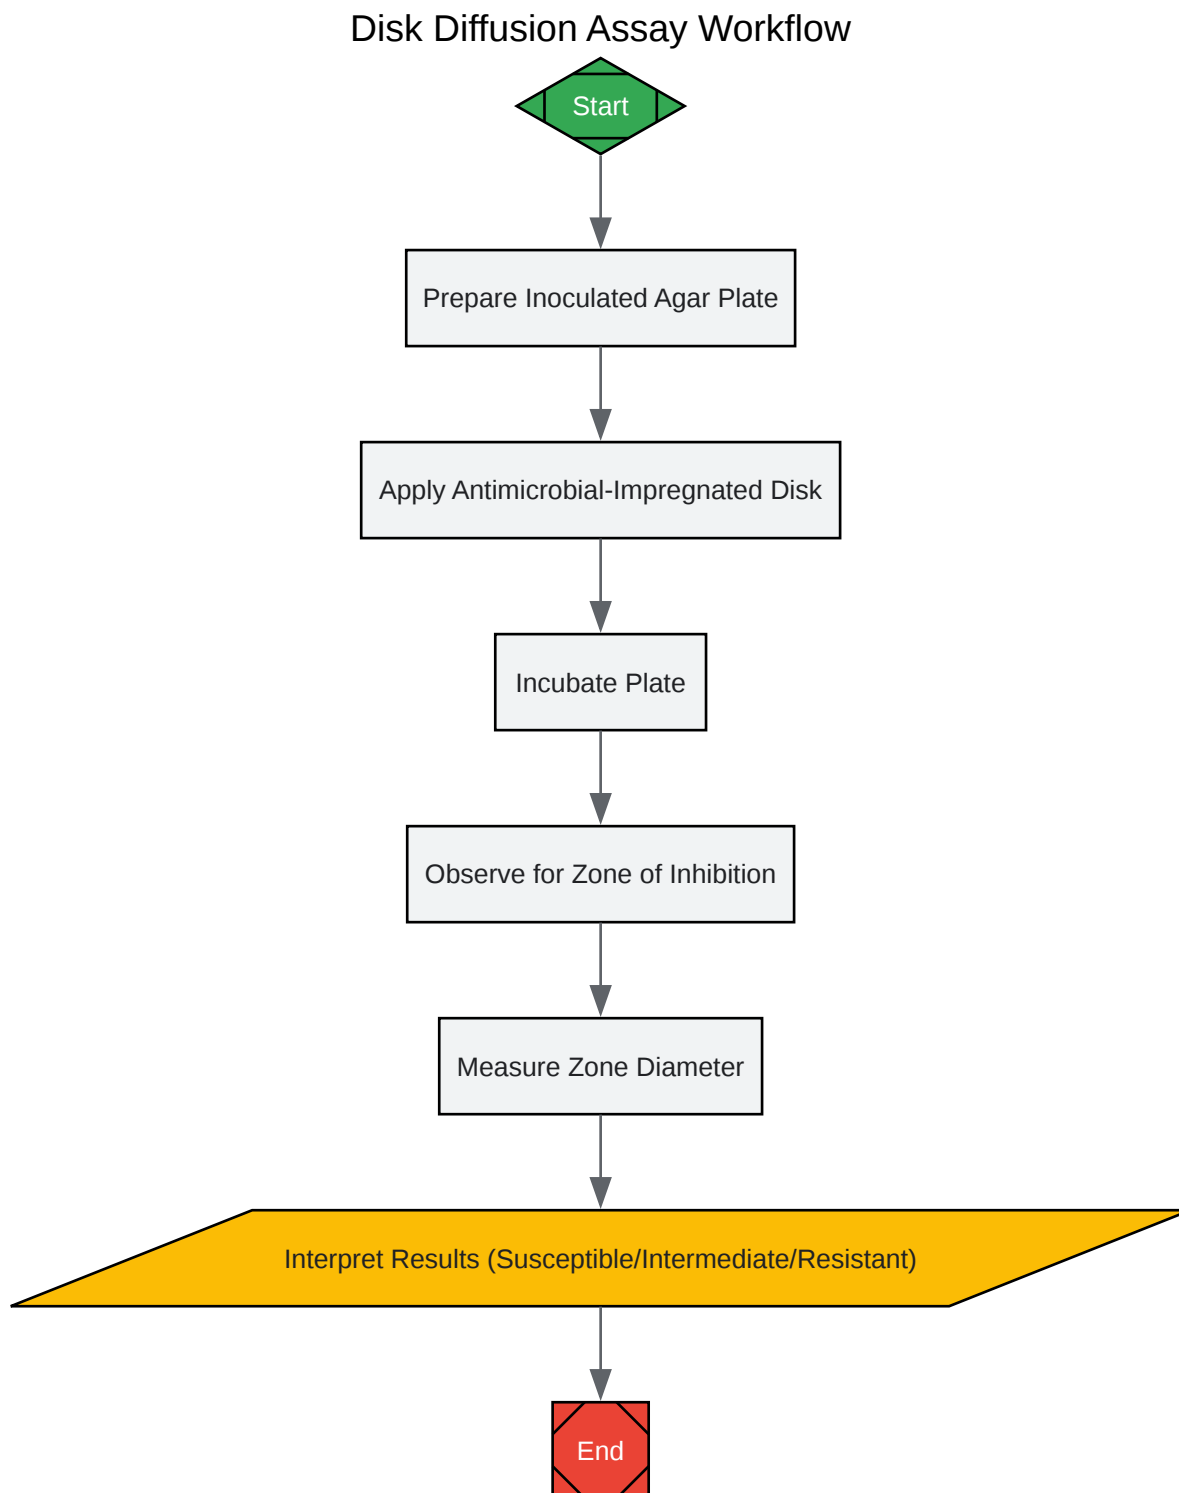 Disk Diffusion Assay Workflow
Start
Prepare Inoculated Agar Plate
Apply Antimicrobial-Impregnated Disk
Incubate Plate
Observe for Zone of Inhibition
Measure Zone Diameter
Interpret Results (Susceptible/Intermediate/Resistant)
End